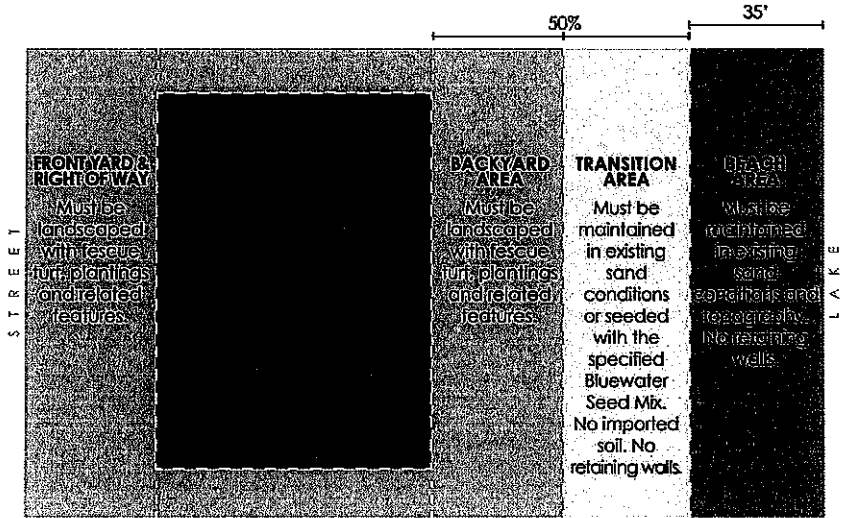 50%
35'
STREET
FRONT YARD &
RIGHT OF WAY
Must be
landscaped
with fescue
turf, plantings
and related
features.
BACKYARD
AREA
Must be
landscaped
with fescue
turf, plantings
and related
features.
TRANSITION
AREA
Must be
maintained
in existing
sand
conditions
or seeded
with the
specified
Bluewater
Seed Mix.
No imported
soil. No
retaining walls.
BEACH
AREA
Must be
maintained
in existing
sand
conditions and
topography.
No retaining
walls.
LAKE